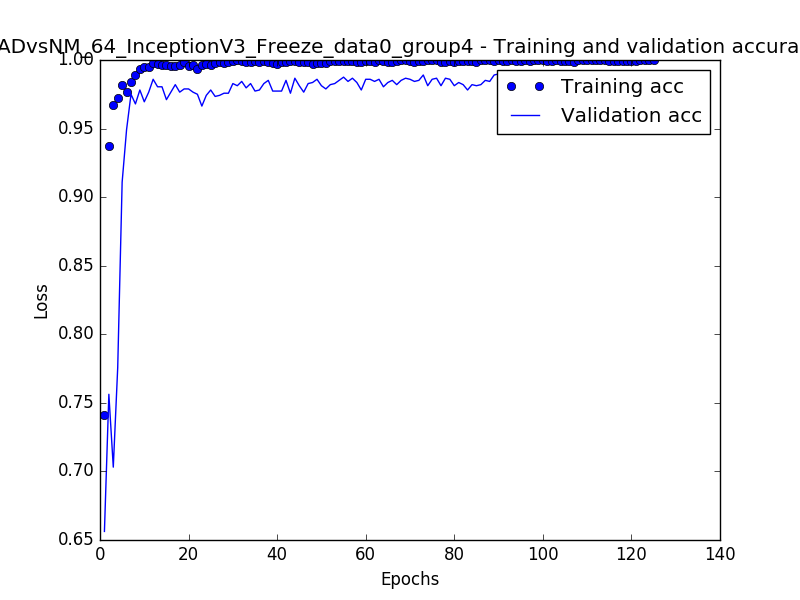 ADvsNM_64_InceptionV3_Freeze_data0_group4 - Training and validation accura
1.00
0.95
0.90
0.85
0.80
0.75
0.70
0.65
Loss
Training acc
Validation acc
0 20 40 60 80 100 120 140
Epochs